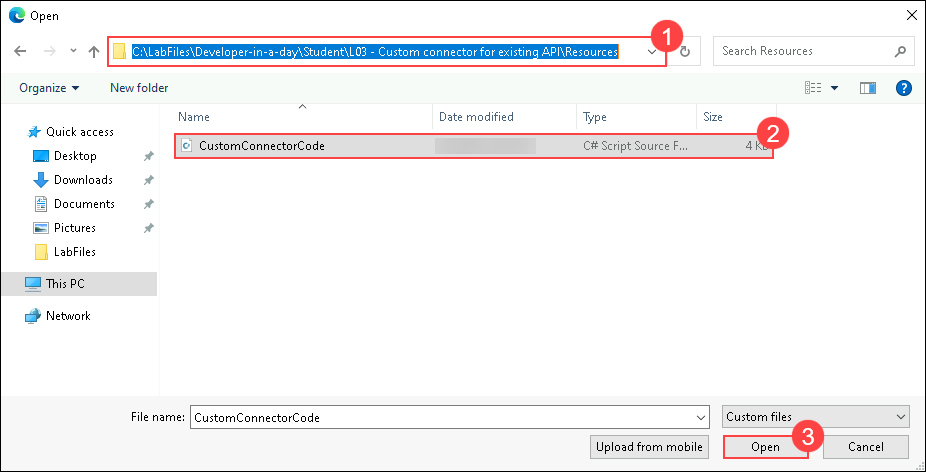 Open
C:\LabFiles\Developer-in-a-day\Student\L03 - Custom connector for existing API\Resources
1
Search Resources
Organize
New folder
?
Name
Date modified
Type
Size
Quick access
Desktop
Downloads
Documents
Pictures
LabFiles
This PC
Network
CustomConnectorCode
C# Script Source F...
4 KB
2
File name:
CustomConnectorCode
Custom files
Upload from mobile
Open
3
Cancel